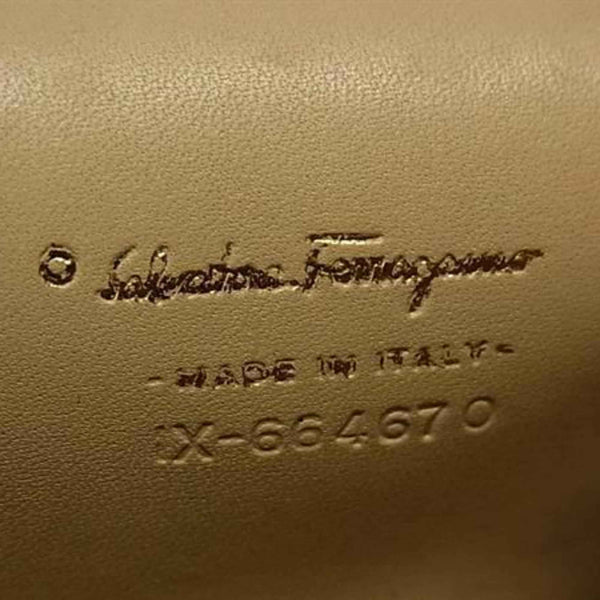 Salvatore Ferragamo
-MADE IN ITALY-
IX-664670